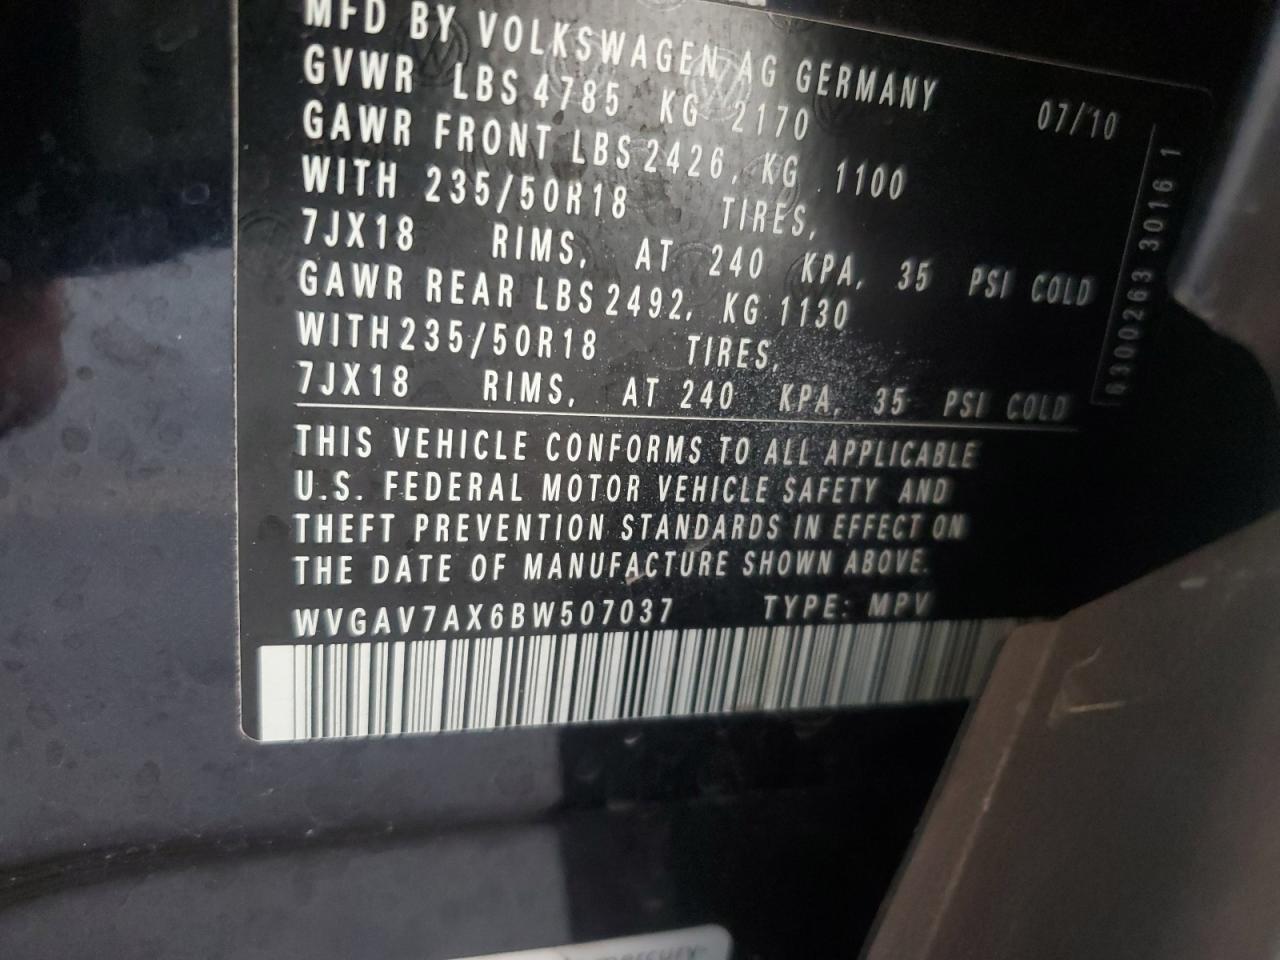 MFD BY VOLKSWAGEN AG GERMANY 07/10
GVWR LBS 4785 KG 2170
GAWR FRONT LBS 2426, KG 1100
WITH 235/50R18 TIRES,
7JX18 RIMS, AT 240 KPA, 35 PSI COLD
GAWR REAR LBS 2492, KG 1130
WITH 235/50R18 TIRES,
7JX18 RIMS, AT 240 KPA, 35 PSI COLD
THIS VEHICLE CONFORMS TO ALL APPLICABLE
U.S. FEDERAL MOTOR VEHICLE SAFETY AND
THEFT PREVENTION STANDARDS IN EFFECT ON
THE DATE OF MANUFACTURE SHOWN ABOVE.
WVGAV7AX6BW507037 TYPE: MPV